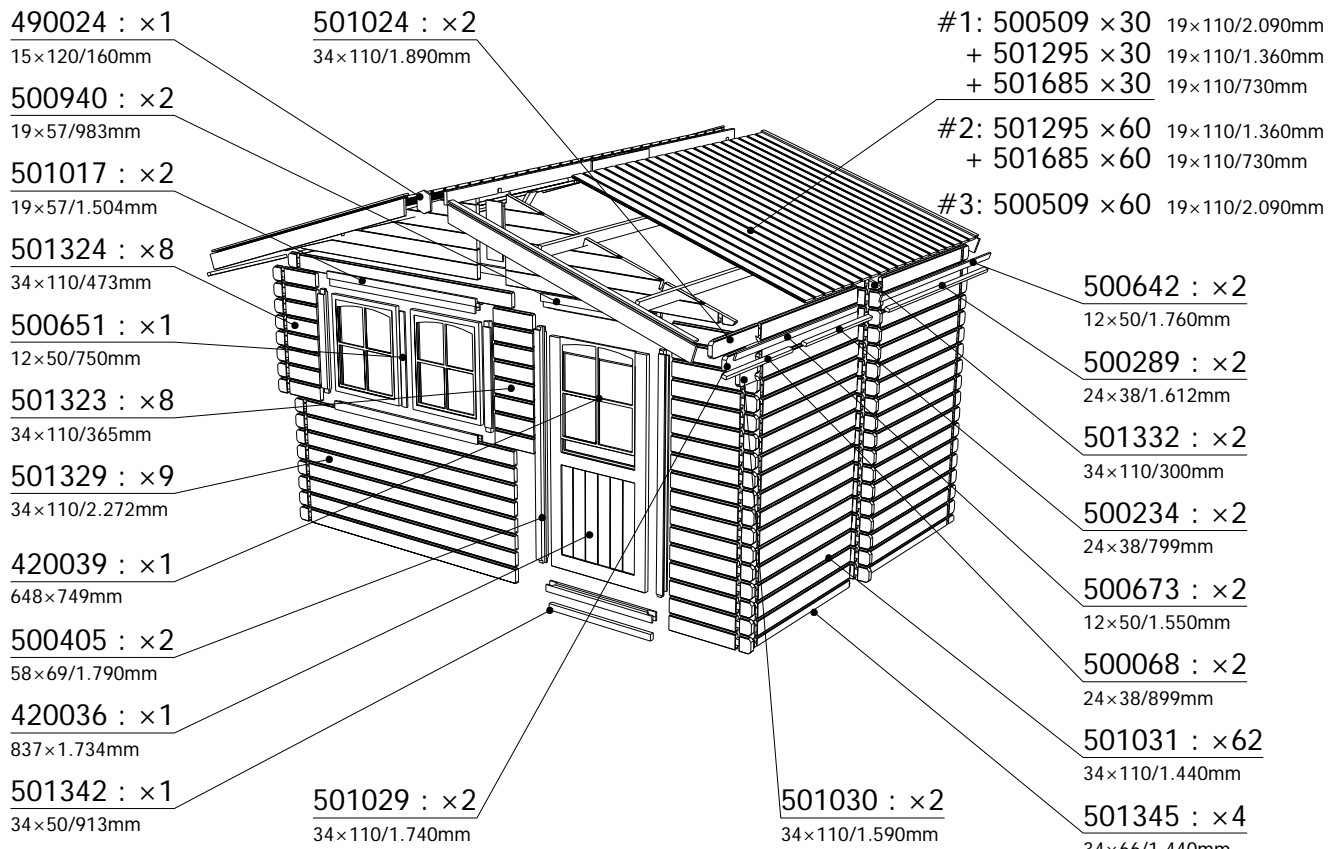 490024 : ×1
15×120/160mm
500940 : ×2
19×57/983mm
501017 : ×2
19×57/1.504mm
501324 : ×8
34×110/473mm
500651 : ×1
12×50/750mm
501323 : ×8
34×110/365mm
501329 : ×9
34×110/2.272mm
420039 : ×1
648×749mm
500405 : ×2
58×69/1.790mm
420036 : ×1
837×1.734mm
501342 : ×1
34×50/913mm
501024 : ×2
34×110/1.890mm
501029 : ×2
34×110/1.740mm
501030 : ×2
34×110/1.590mm
#1: 500509 ×30 19×110/2.090mm
+ 501295 ×30 19×110/1.360mm
+ 501685 ×30 19×110/730mm
#2: 501295 ×60 19×110/1.360mm
+ 501685 ×60 19×110/730mm
#3: 500509 ×60 19×110/2.090mm
500642 : ×2
12×50/1.760mm
500289 : ×2
24×38/1.612mm
501332 : ×2
34×110/300mm
500234 : ×2
24×38/799mm
500673 : ×2
12×50/1.550mm
500068 : ×2
24×38/899mm
501031 : ×62
34×110/1.440mm
501345 : ×4
34×66/1.440mm